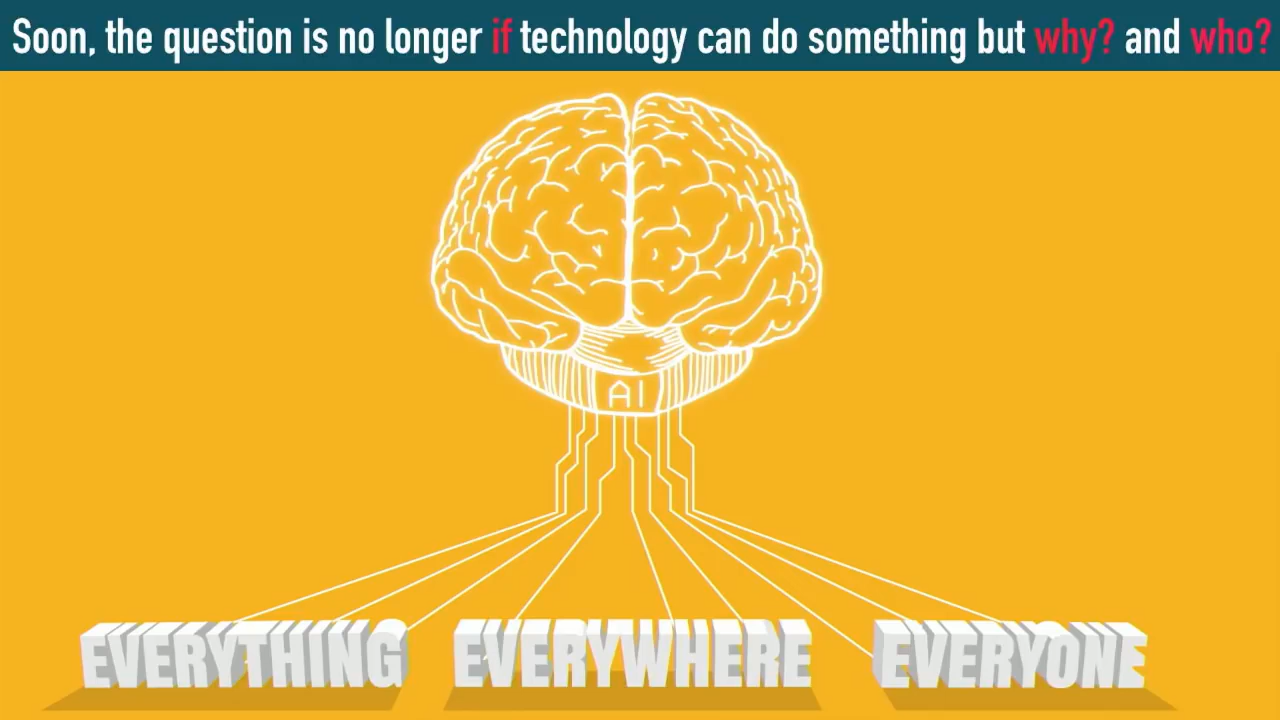 Soon, the question is no longer if technology can do something but why? and who?
AI
EVERYTHING EVERYWHERE EVERYONE